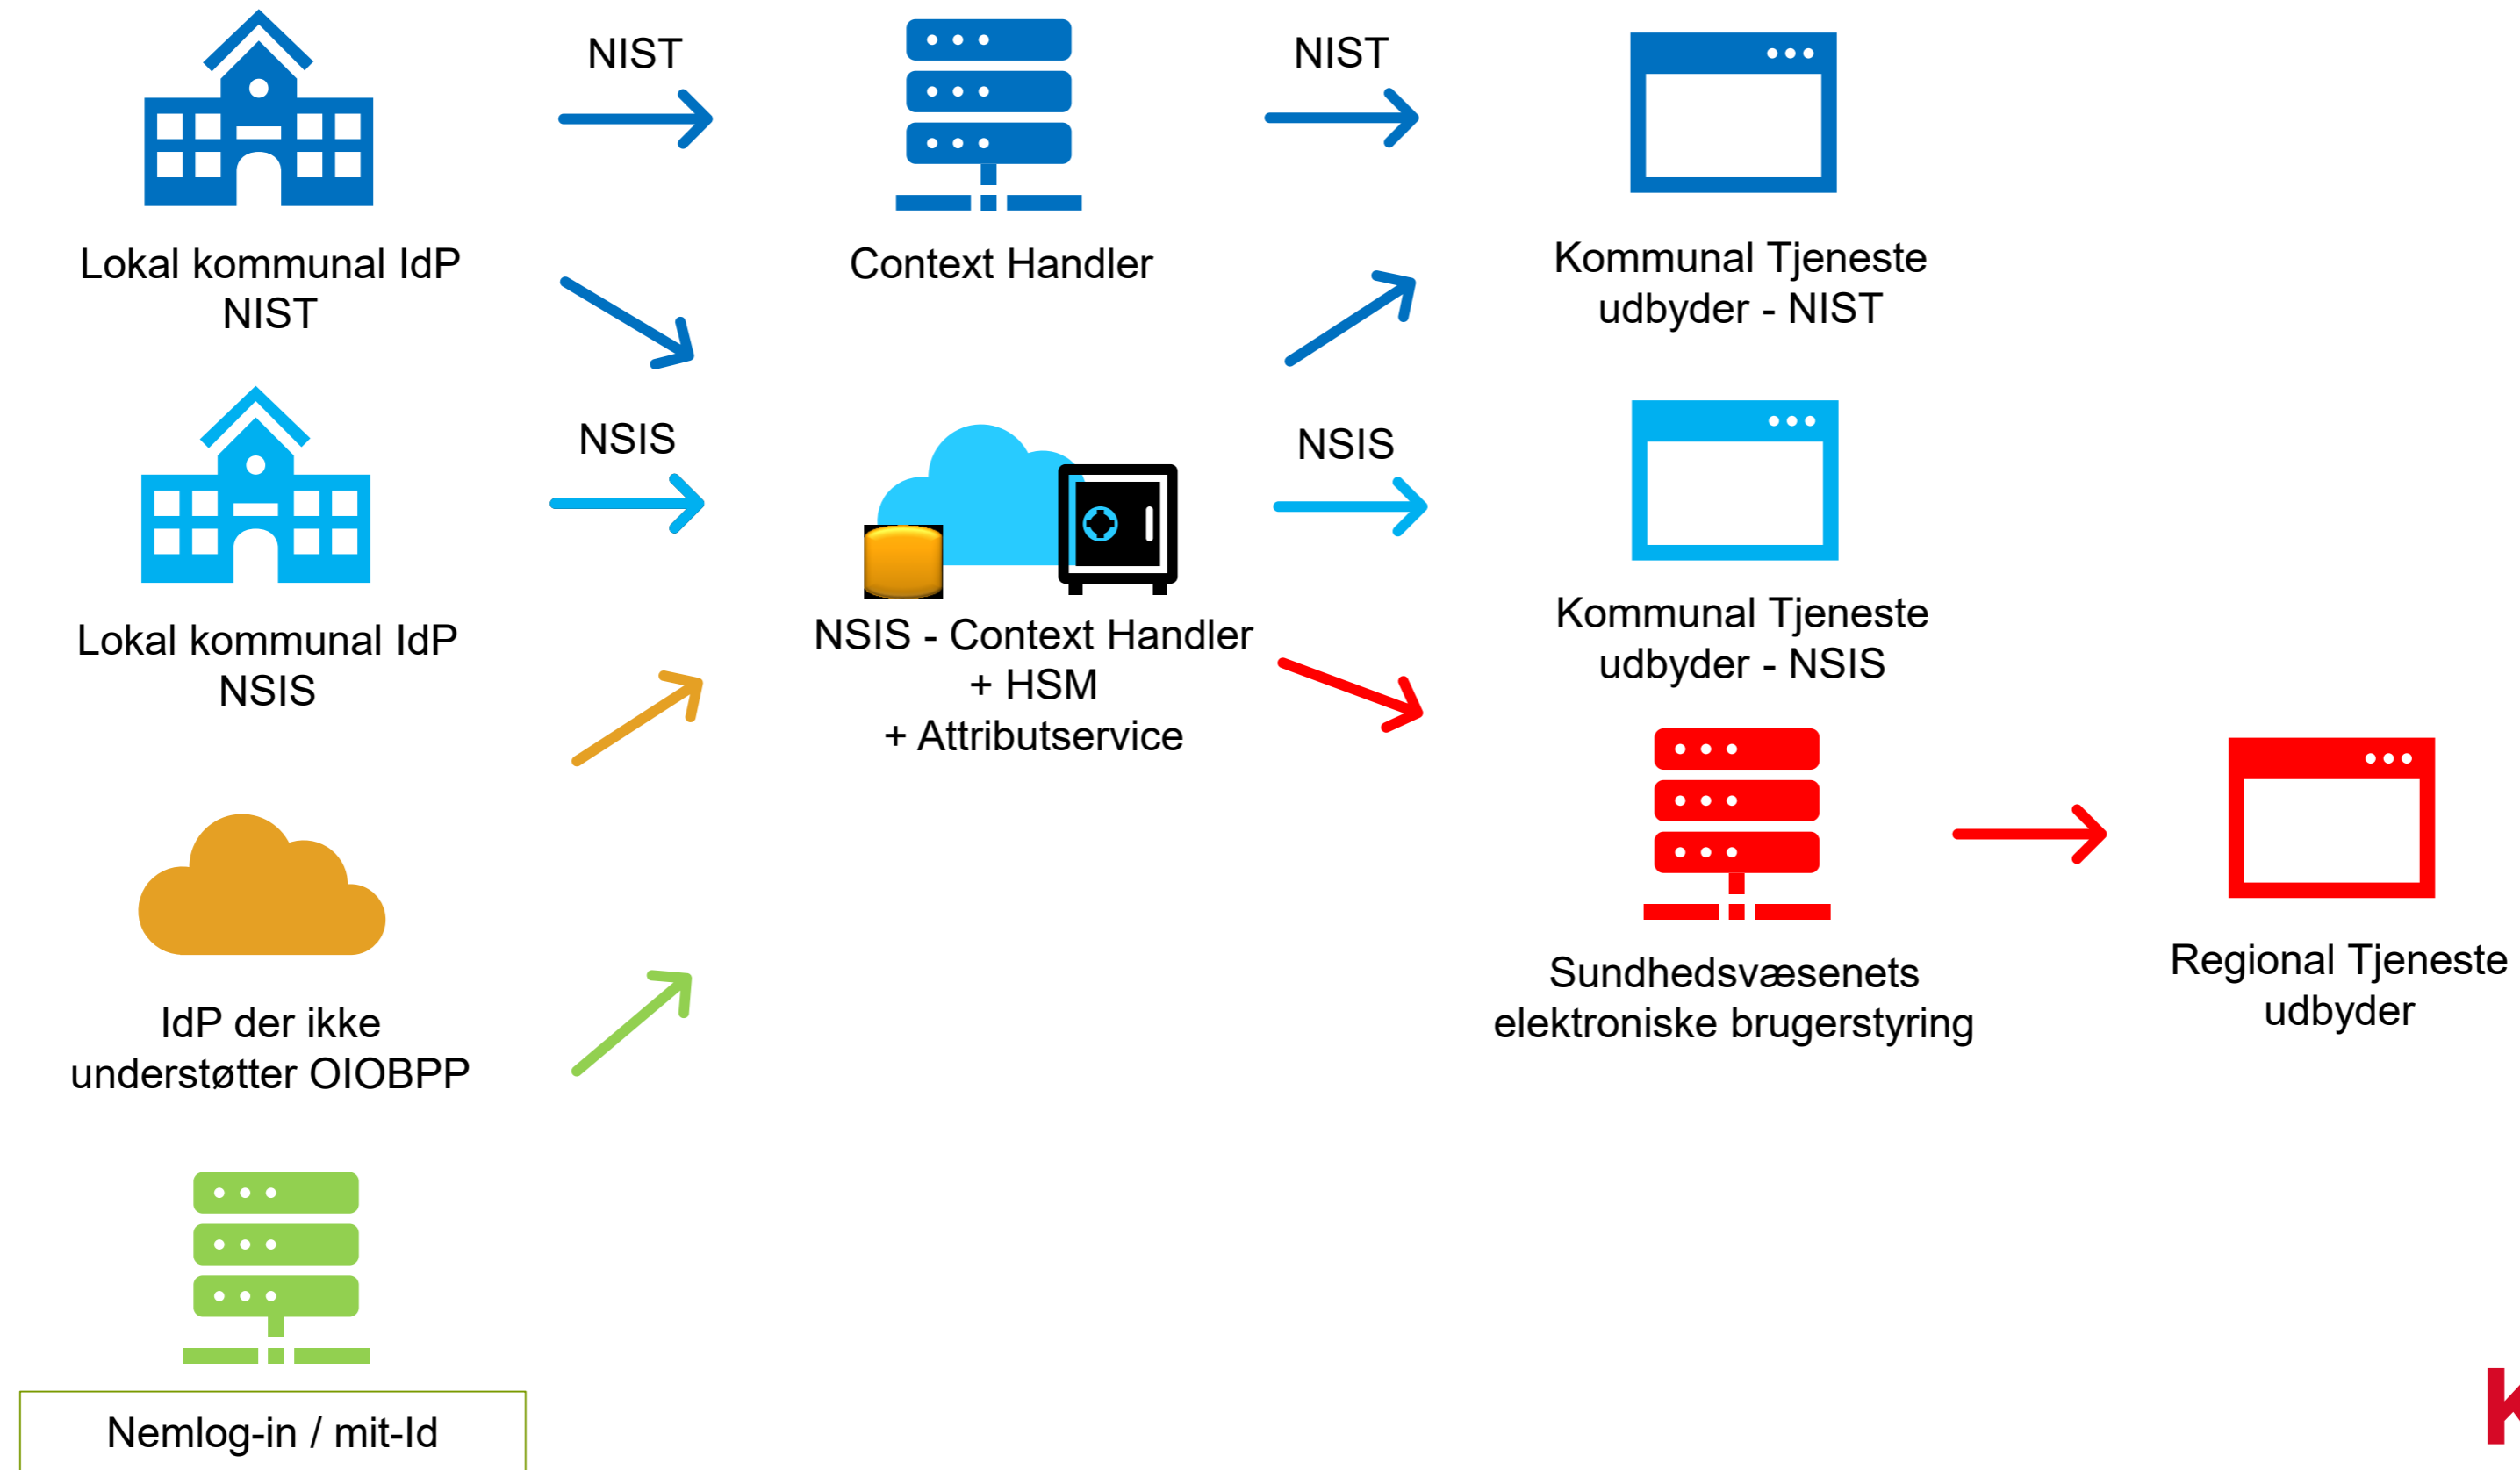 NIST
NIST
Lokal kommunal IdP
NIST
Context Handler
Kommunal Tjeneste
udbyder - NIST
NSIS
NSIS
Lokal kommunal IdP
NSIS
NSIS - Context Handler
+ HSM
+ Attributservice
Kommunal Tjeneste
udbyder - NSIS
IdP der ikke
understøtter OIOBPP
Sundhedsvæsenets
elektroniske brugerstyring
Regional Tjeneste
udbyder
Nemlog-in / mit-Id
K